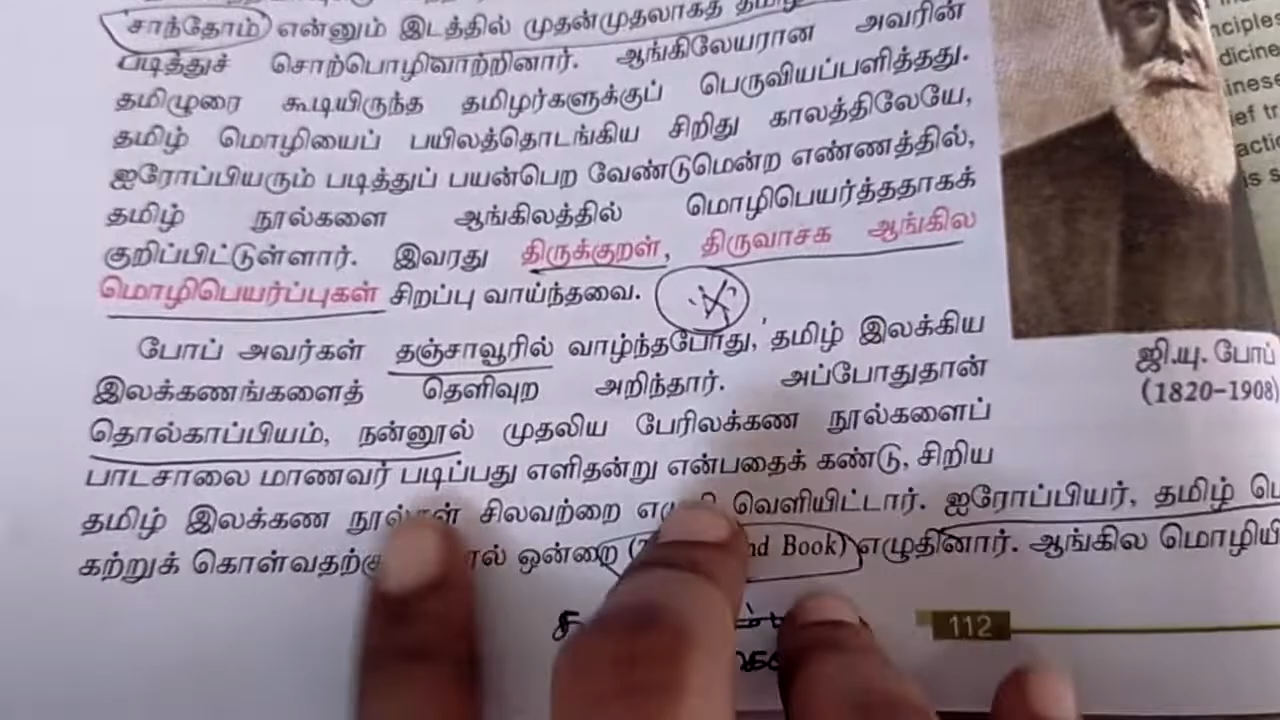 சாந்தோம் என்னும் இடத்தில் முதன்முதலாகத்
படித்துச் சொற்பொழிவாற்றினார். ஆங்கிலேயரான அவரின்
தமிழுரை கூடியிருந்த தமிழர்களுக்குப் பெருவியப்பளித்தது.
தமிழ் மொழியைப் பயிலத்தொடங்கிய சிறிது காலத்திலேயே,
ஐரோப்பியரும் படித்துப் பயன்பெற வேண்டுமென்ற எண்ணத்தில்,
தமிழ் நூல்களை ஆங்கிலத்தில் மொழிபெயர்த்ததாகக்
குறிப்பிட்டுள்ளார். இவரது திருக்குறள், திருவாசக ஆங்கில
மொழிபெயர்ப்புகள் சிறப்பு வாய்ந்தவை.
போப் அவர்கள் தஞ்சாவூரில் வாழ்ந்தபோது, தமிழ் இலக்கிய
இலக்கணங்களைத் தெளிவுற அறிந்தார். அப்போதுதான்
தொல்காப்பியம், நன்னூல் முதலிய பேரிலக்கண நூல்களைப்
பாடசாலை மாணவர் படிப்பது எளிதன்று என்பதைக் கண்டு, சிறிய
தமிழ் இலக்கண நூல்கள் சிலவற்றை வெளியிட்டார். ஐரோப்பியர், தமிழ்
கற்றுக் கொள்வதற்கு ஒன்றை Book) எழுதினார். ஆங்கில
ஜி.யு. போப்
(1820-1908)
112